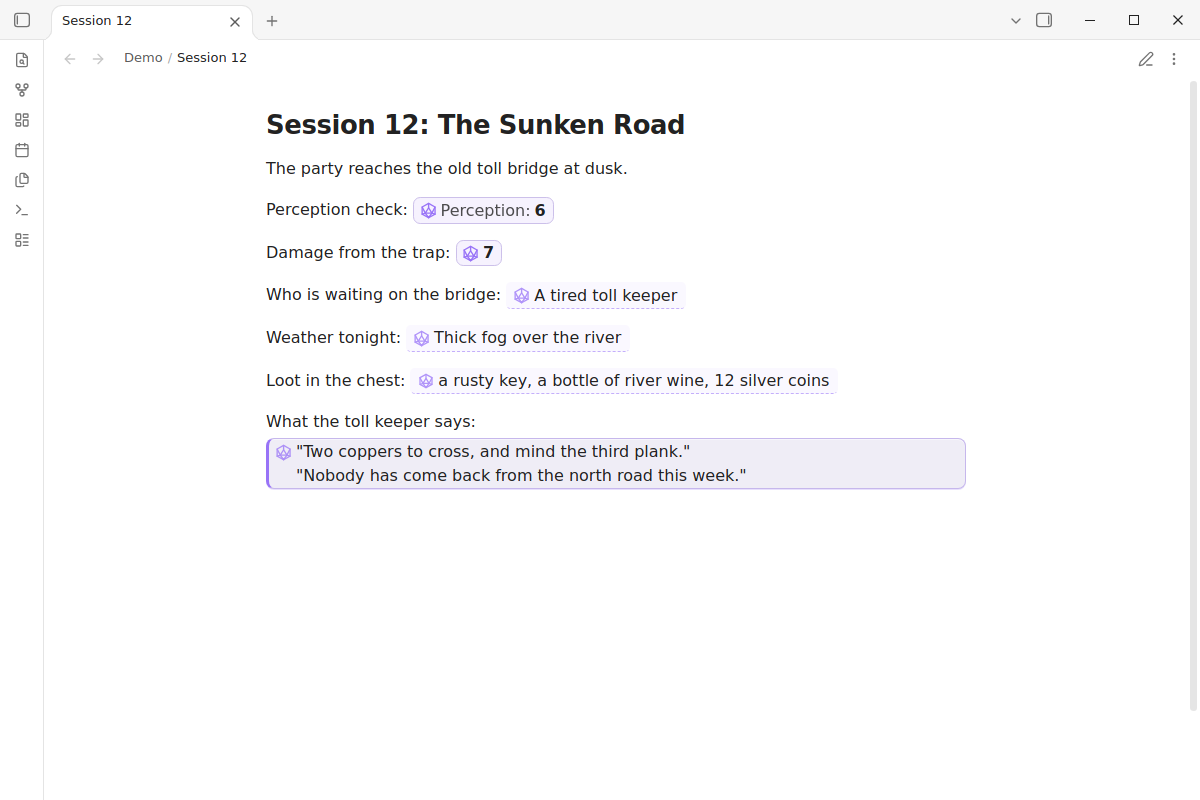 Session 12
Demo / Session 12
Session 12: The Sunken Road
The party reaches the old toll bridge at dusk.
Perception check: Perception: 6
Damage from the trap: 7
Who is waiting on the bridge: A tired toll keeper
Weather tonight: Thick fog over the river
Loot in the chest: a rusty key, a bottle of river wine, 12 silver coins
What the toll keeper says:
"Two coppers to cross, and mind the third plank."
"Nobody has come back from the north road this week."